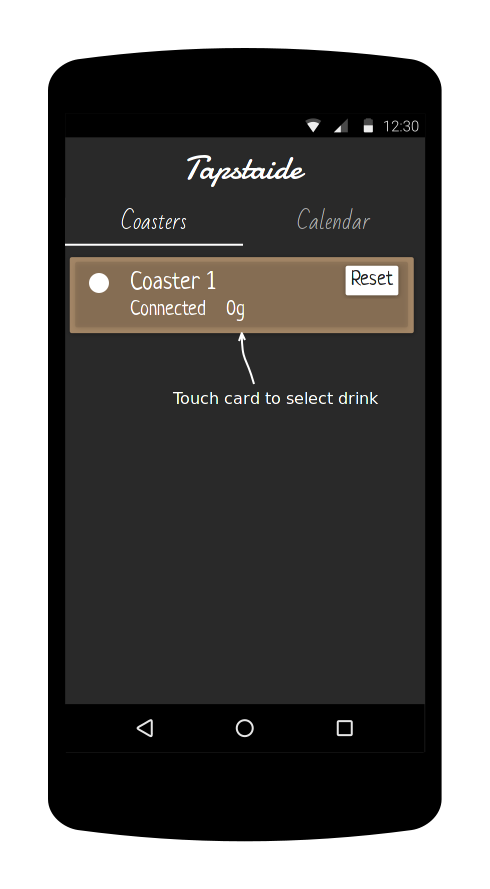 12:30
Tapstaide
Coasters Calendar
Coaster 1 Reset
Connected 0g
Touch card to select drink